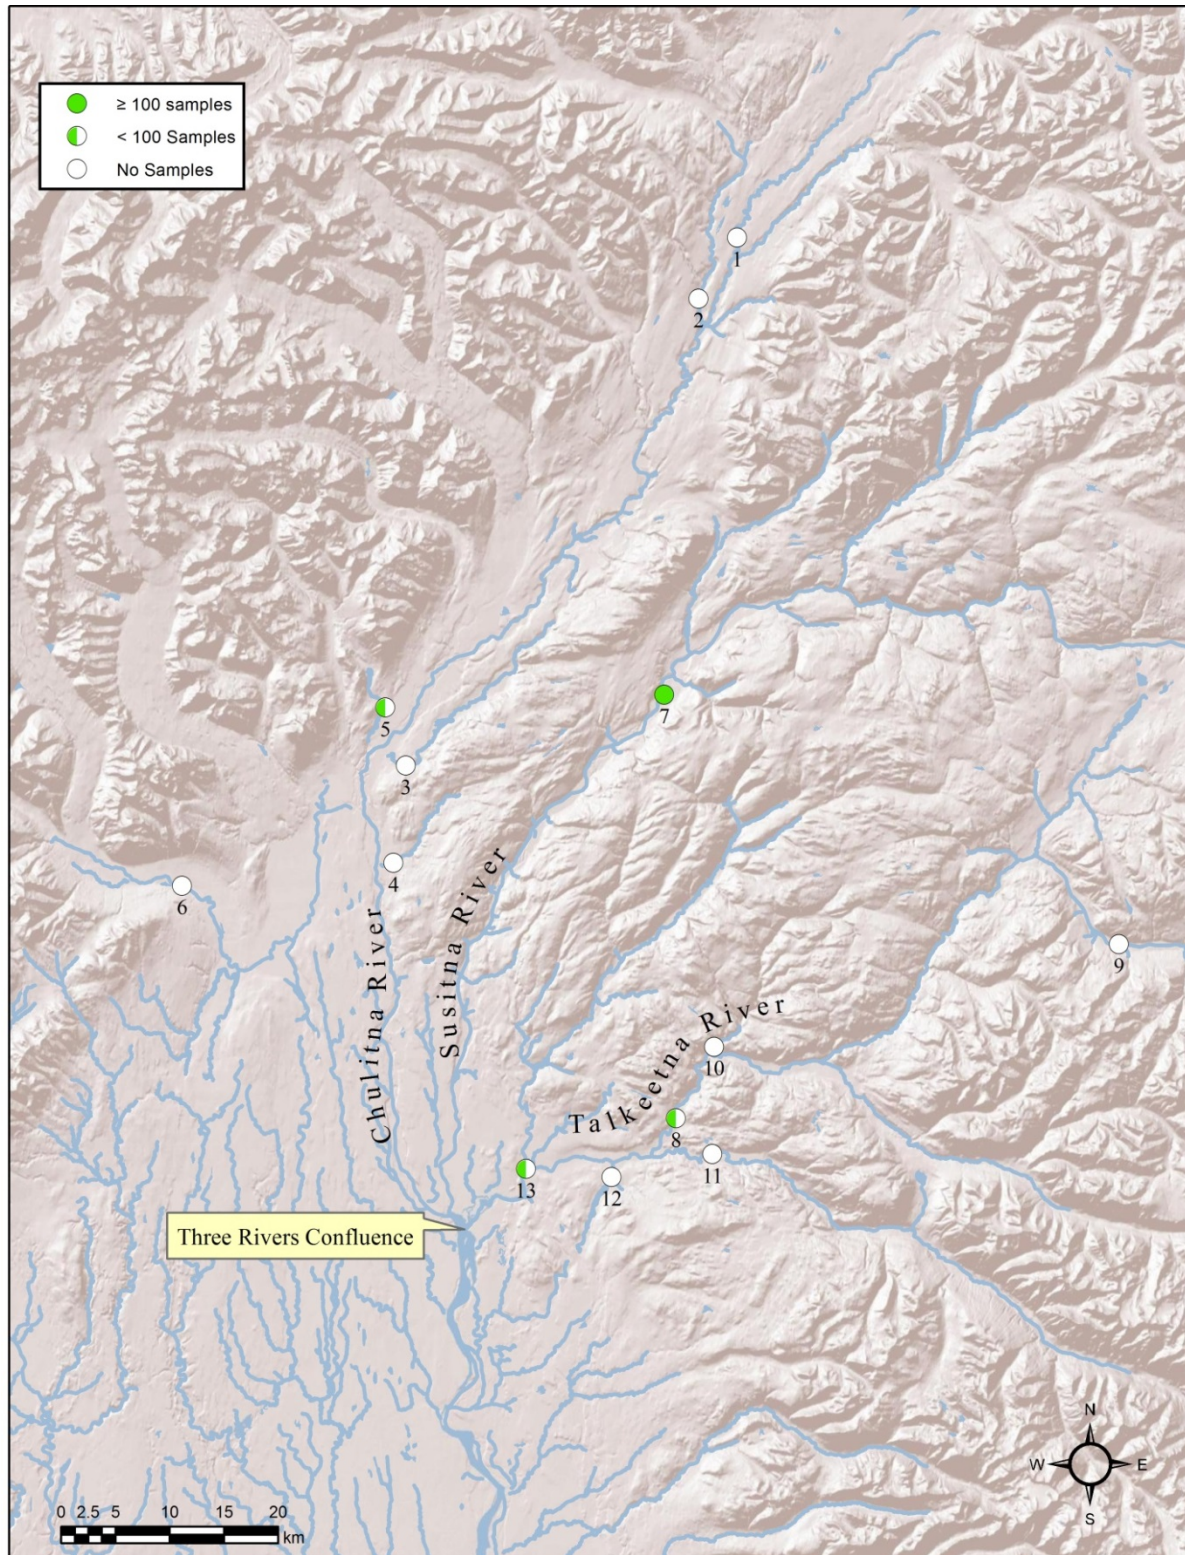 ≥ 100 samples
< 100 Samples
No Samples
1
2
7
5
3
4
6
9
10
8
11
13
12
Chulitna River
Susitna River
Talkeetna River
Three Rivers Confluence
N
W E
S
0 2.5 5 10 15 20
km